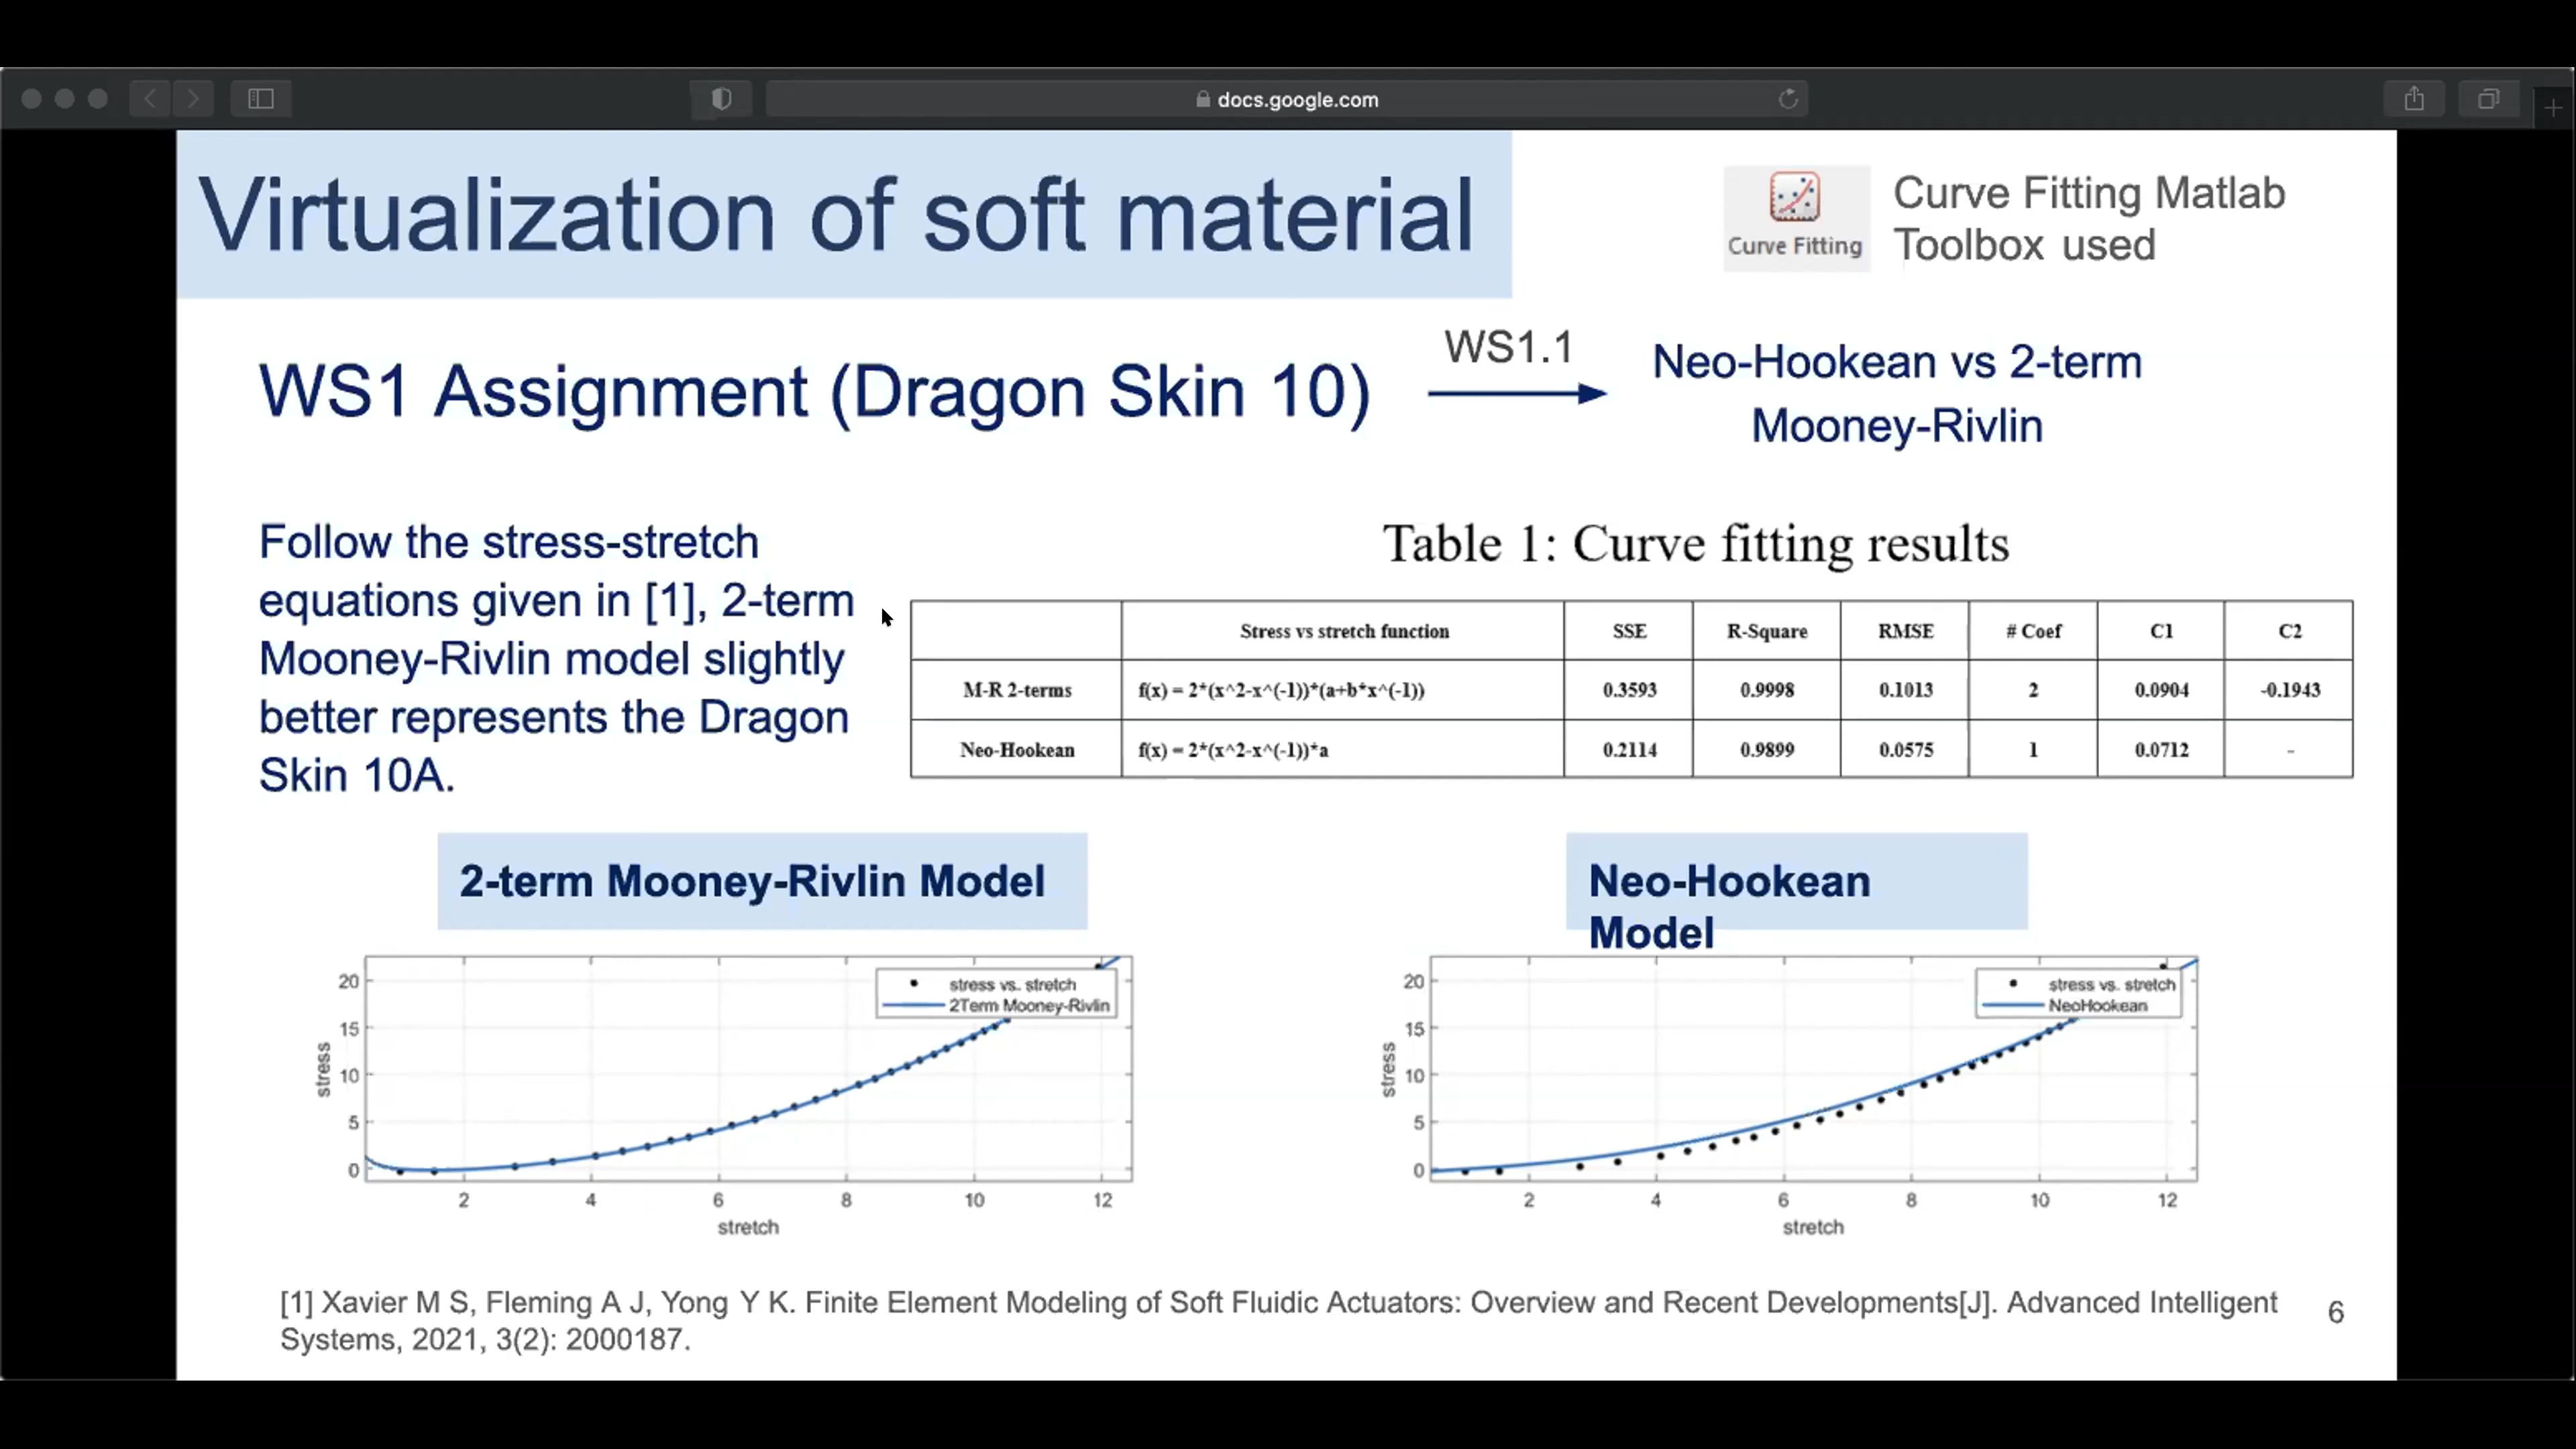 docs.google.com
Virtualization of soft material
Curve Fitting
Curve Fitting Matlab
Toolbox used
WS1 Assignment (Dragon Skin 10)
WS1.1
Neo-Hookean vs 2-term
Mooney-Rivlin
Follow the stress-stretch
equations given in [1], 2-term
Mooney-Rivlin model slightly
better represents the Dragon
Skin 10A.
Table 1: Curve fitting results
Stress vs stretch function SSE R-Square RMSE # Coef C1 C2
M-R 2-terms f(x) = 2*(x^2-x^(-1))*(a+b*x^(-1)) 0.3593 0.9998 0.1013 2 0.0904 -0.1943
Neo-Hookean f(x) = 2*(x^2-x^(-1))*a 0.2114 0.9899 0.0575 1 0.0712 -
2-term Mooney-Rivlin Model
20
15
10
5
0
stress
stress vs. stretch
2Term Mooney-Rivlin
2 4 6 8 10 12
stretch
Neo-Hookean
Model
20
15
10
5
0
stress
stress vs. stretch
NeoHookean
2 4 6 8 10 12
stretch
[1] Xavier M S, Fleming A J, Yong Y K. Finite Element Modeling of Soft Fluidic Actuators: Overview and Recent Developments[J]. Advanced Intelligent
Systems, 2021, 3(2): 2000187.
6